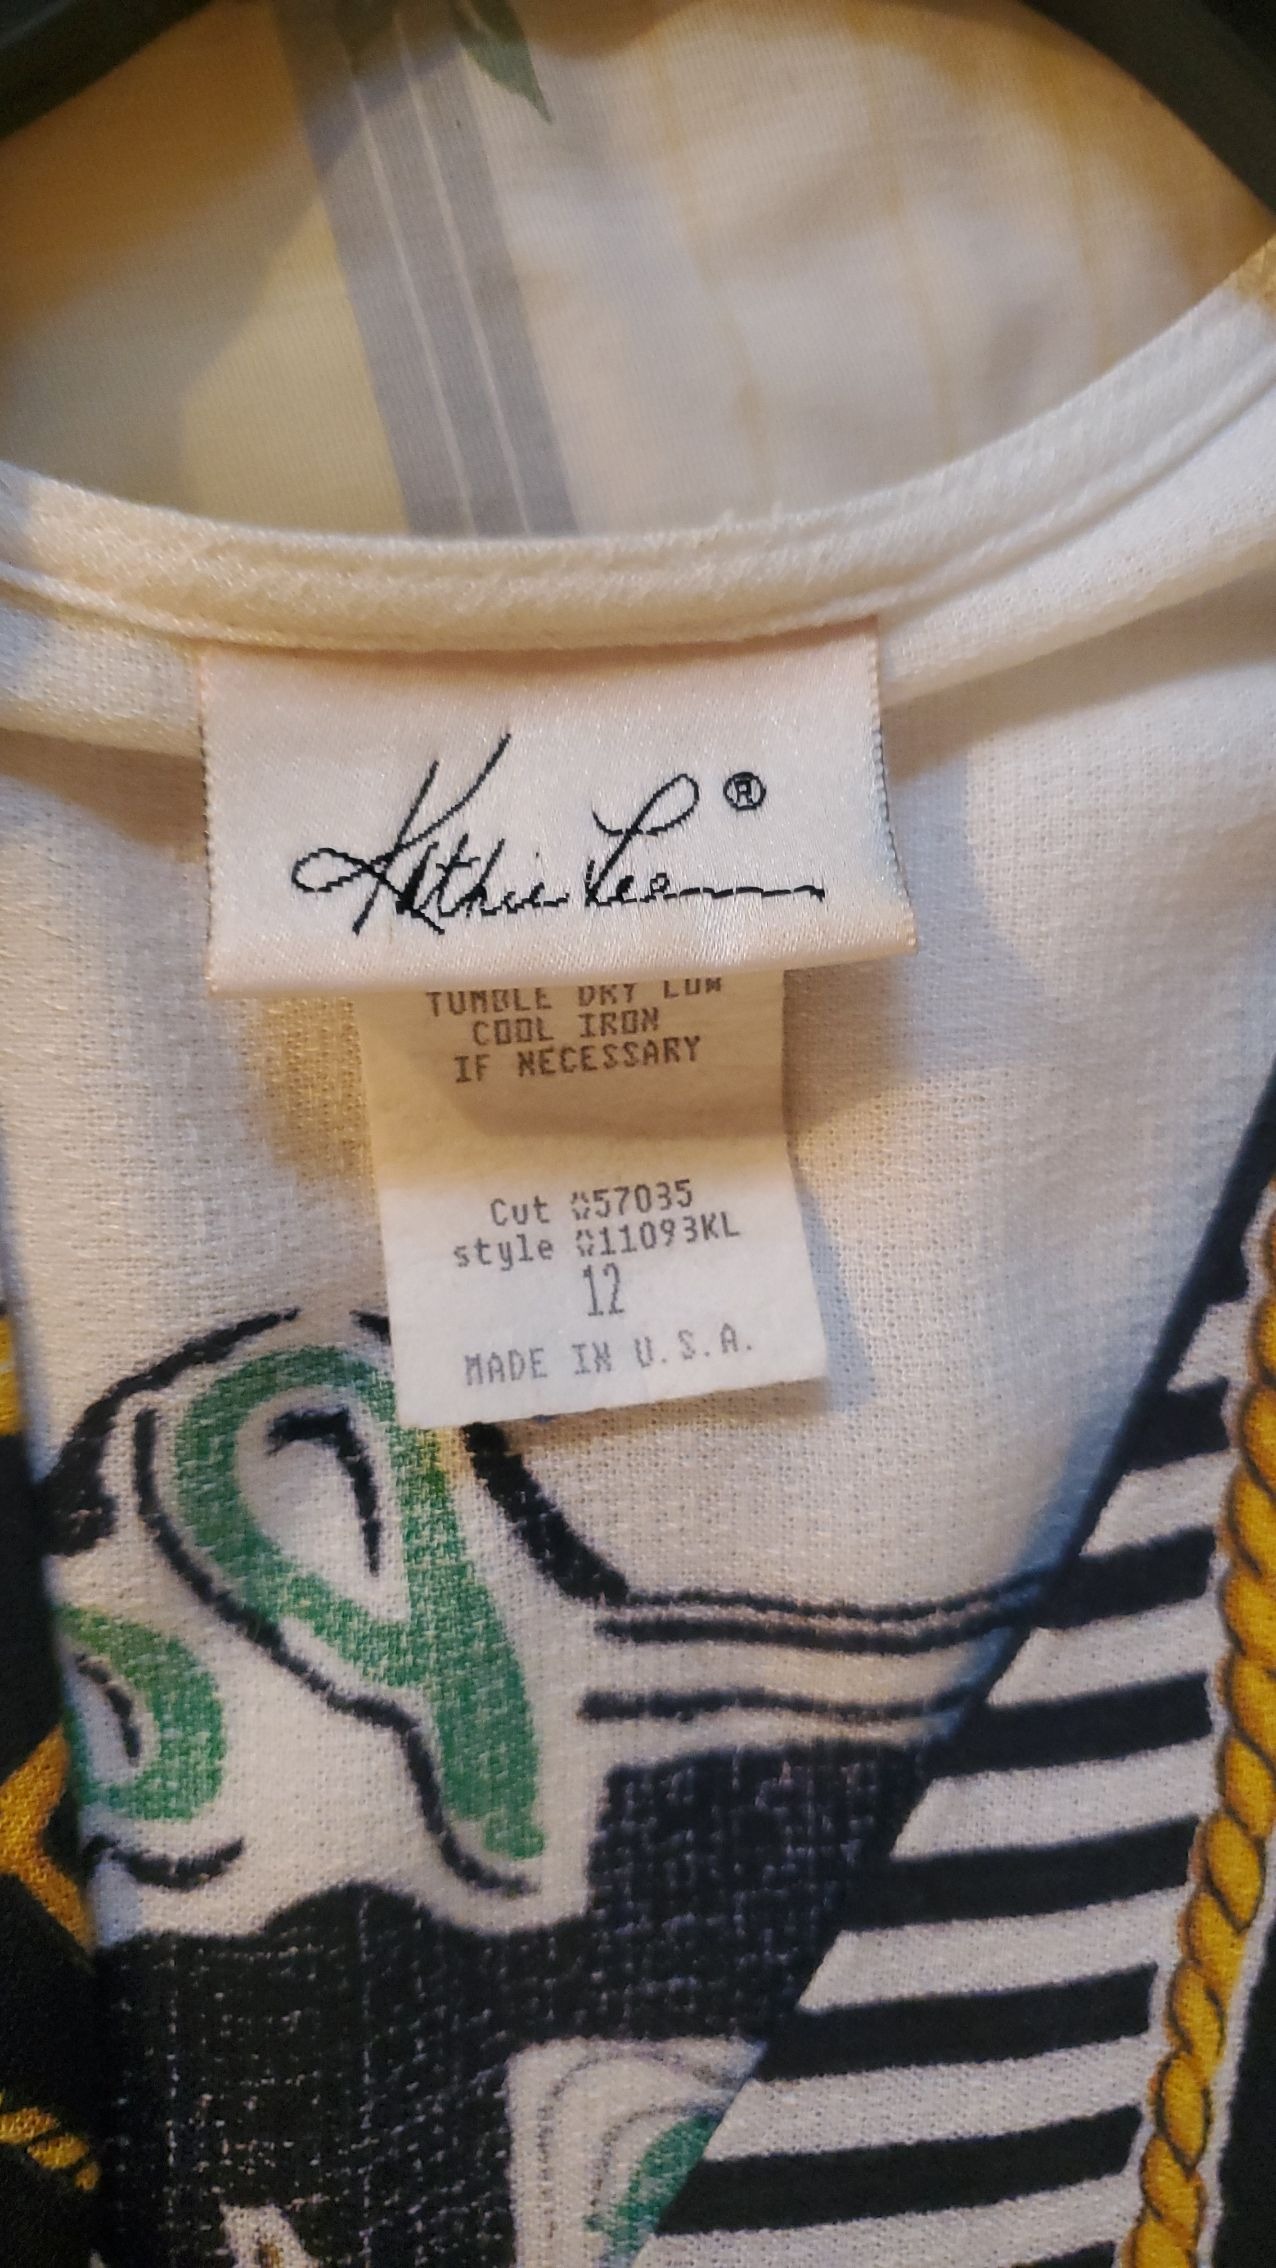 Kathie Lee ®
TUMBLE DRY LOW
COOL IRON
IF NECESSARY
Cut #57035
style #11093KL
12
MADE IN U.S.A.